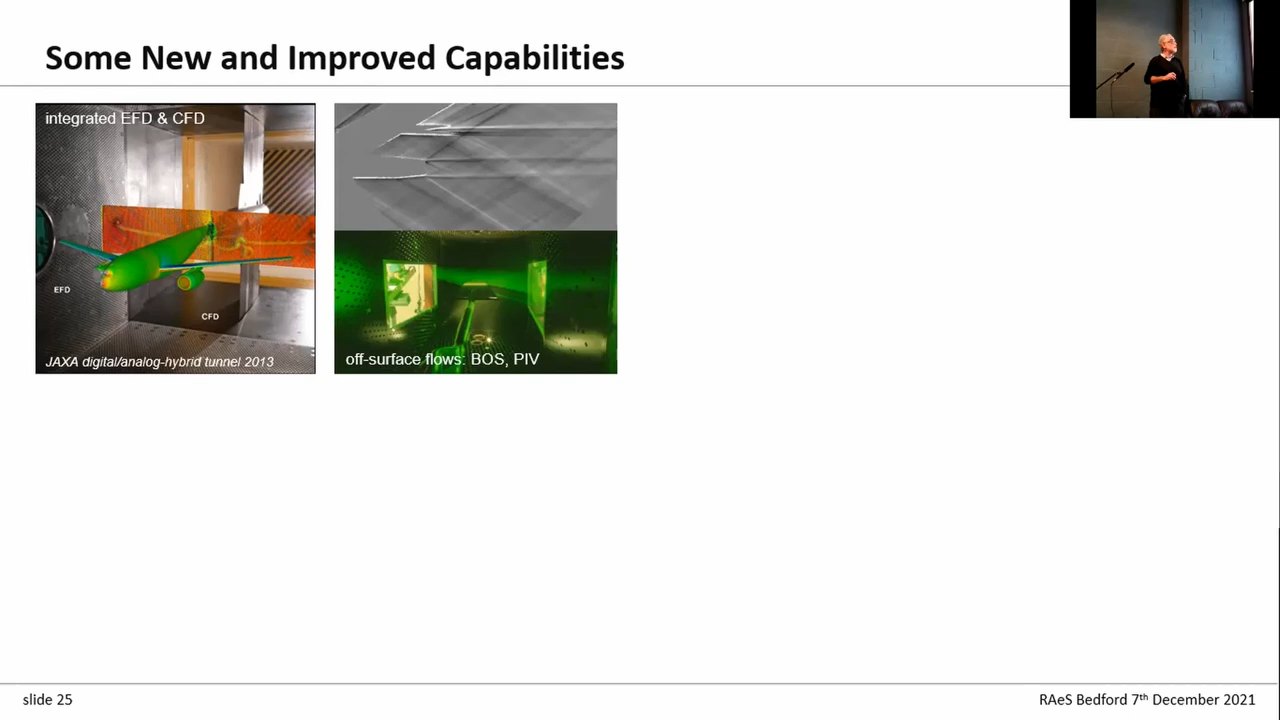 Some New and Improved Capabilities
integrated EFD & CFD
EFD
CFD
JAXA digital/analog-hybrid tunnel 2013
off-surface flows: BOS, PIV
slide 25
RAeS Bedford 7th December 2021